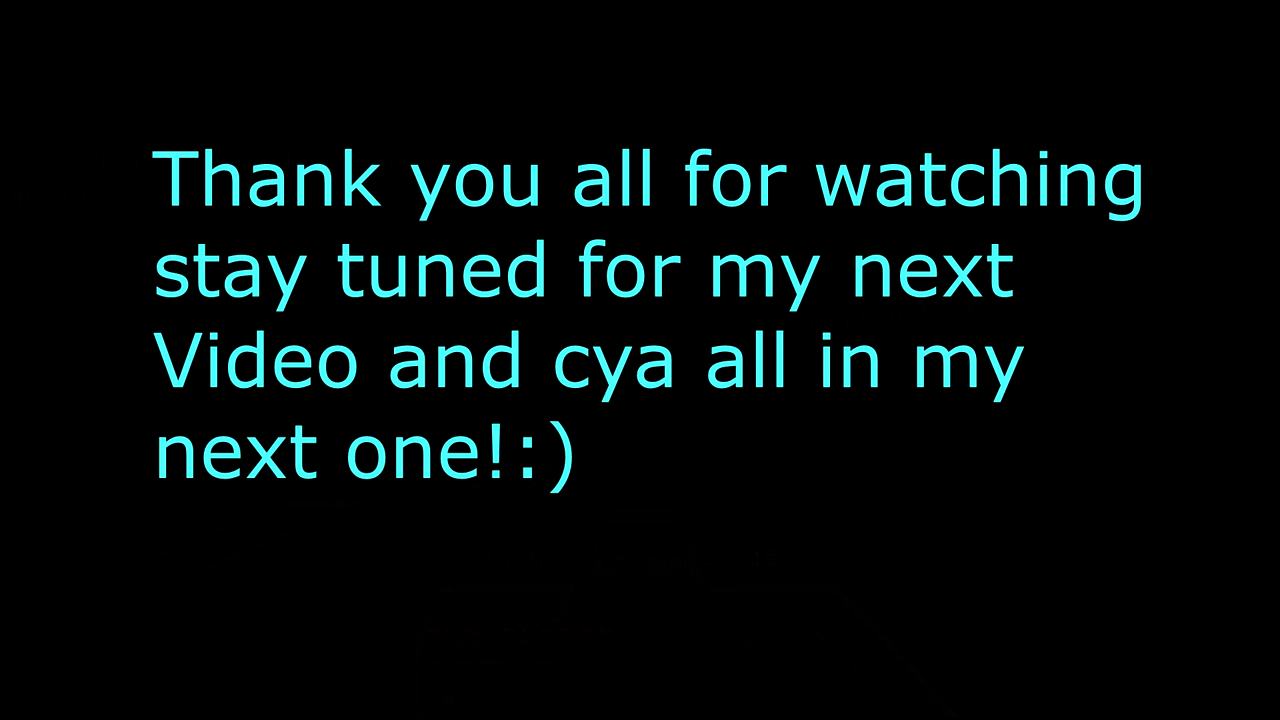 Thank you all for watching
stay tuned for my next
Video and cya all in my
next one!:)